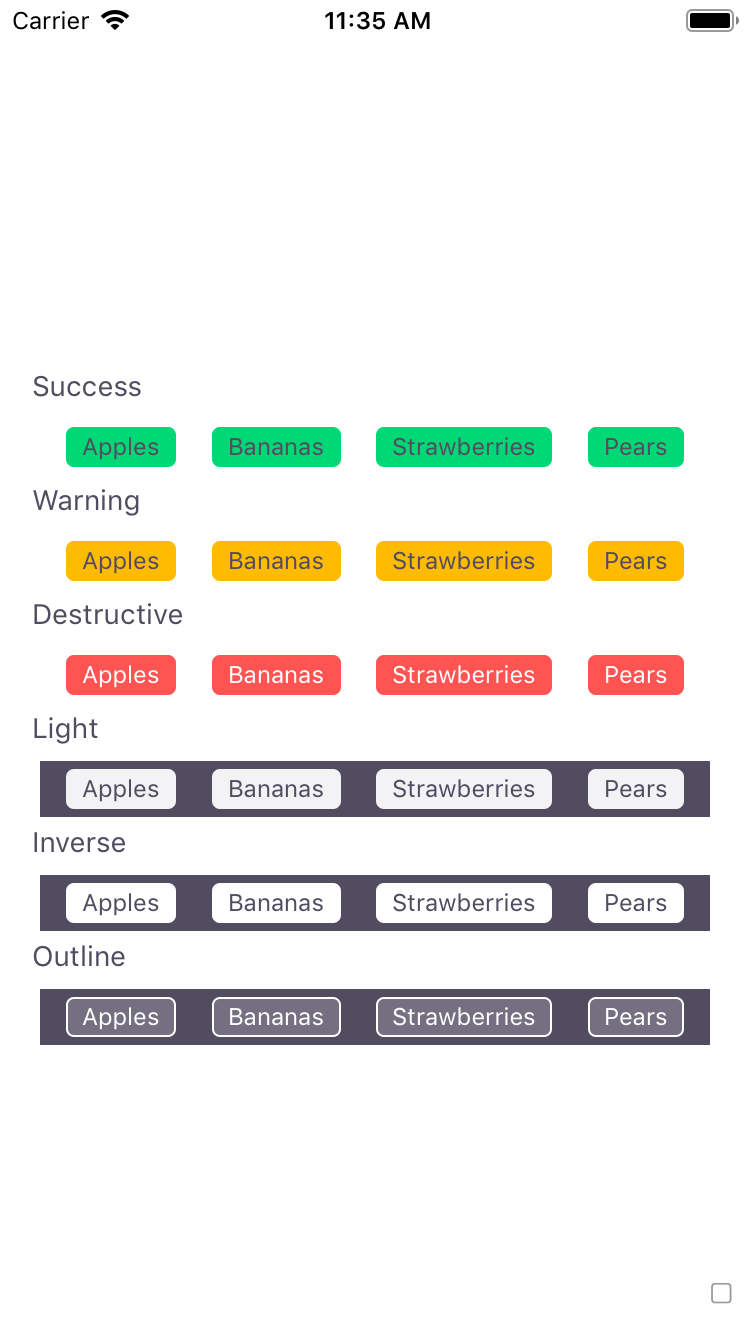 Carrier 11:35 AM
Success
Apples Bananas Strawberries Pears
Warning
Apples Bananas Strawberries Pears
Destructive
Apples Bananas Strawberries Pears
Light
Apples Bananas Strawberries Pears
Inverse
Apples Bananas Strawberries Pears
Outline
Apples Bananas Strawberries Pears